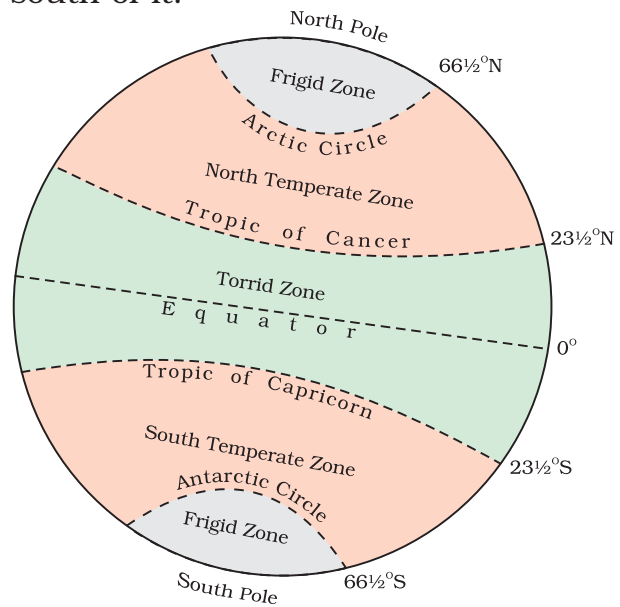 south of it.
North Pole
66½°N
Frigid Zone
Arctic Circle
North Temperate Zone
Tropic of Cancer
23½°N
Torrid Zone
Equator
0°
Tropic of Capricorn
South Temperate Zone
23½°S
Antarctic Circle
Frigid Zone
66½°S
South Pole